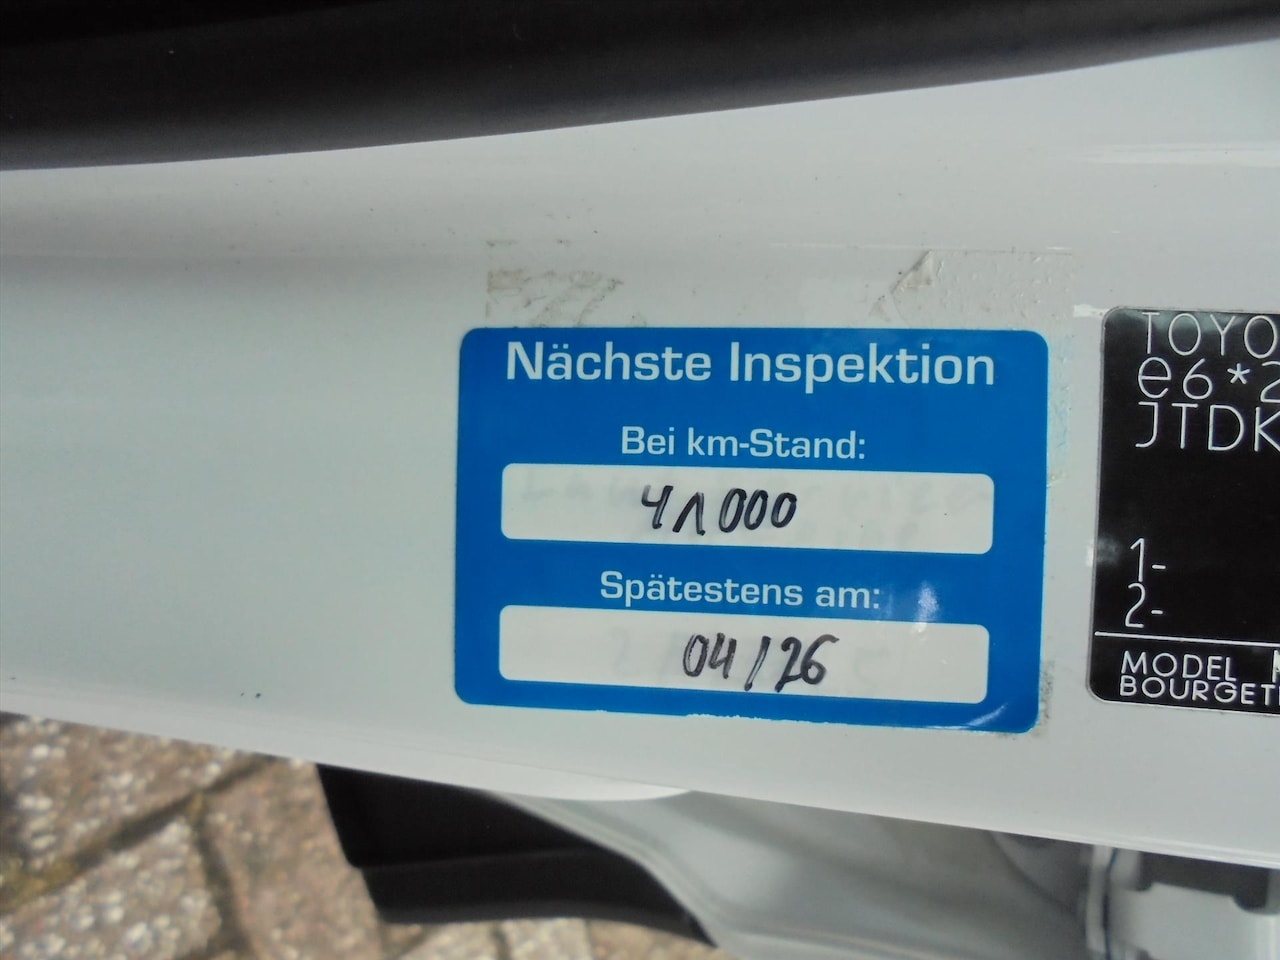 Nächste Inspektion
Bei km-Stand:
41000
Spätestens am:
04/26
TOYO
e6*2
JTDK
1-
2-
MODEL
BOURGET